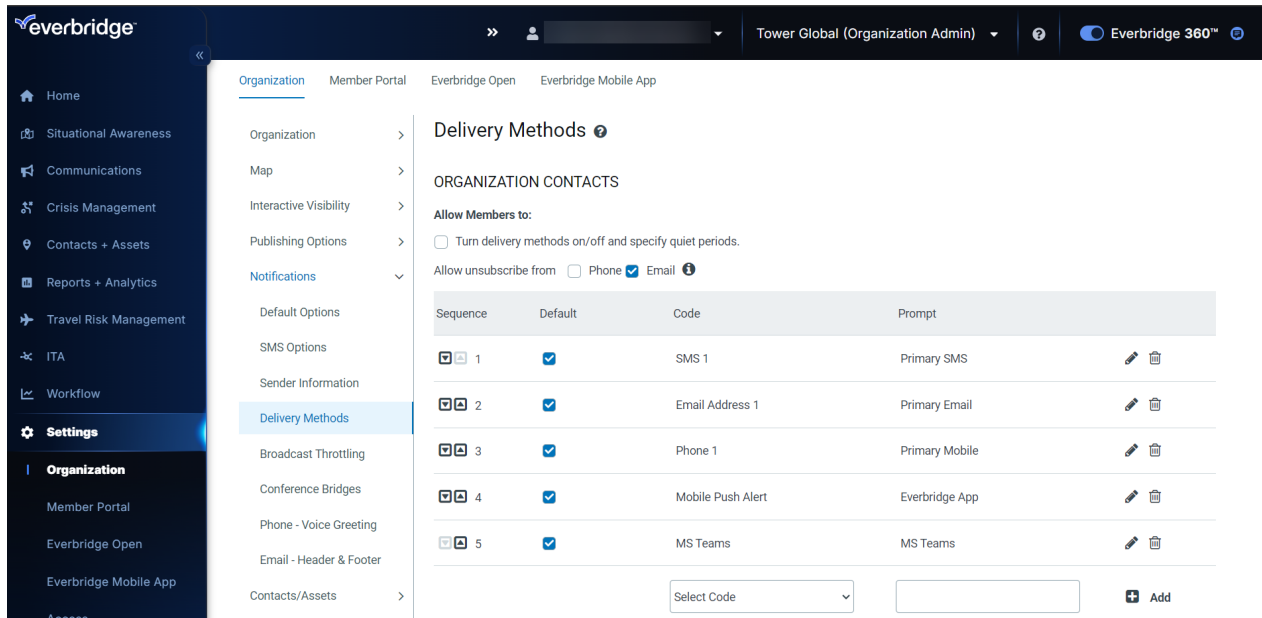 everbridge™
Tower Global (Organization Admin)
Everbridge 360™
Home
Situational Awareness
Communications
Crisis Management
Contacts + Assets
Reports + Analytics
Travel Risk Management
ITA
Workflow
Settings
Organization
Member Portal
Everbridge Open
Everbridge Mobile App
Access
Organization Member Portal Everbridge Open Everbridge Mobile App
Organization
Map
Interactive Visibility
Publishing Options
Notifications
Default Options
SMS Options
Sender Information
Delivery Methods
Broadcast Throttling
Conference Bridges
Phone - Voice Greeting
Email - Header & Footer
Contacts/Assets
Delivery Methods
ORGANIZATION CONTACTS
Allow Members to:
Turn delivery methods on/off and specify quiet periods.
Allow unsubscribe from Phone Email
Sequence Default Code Prompt
1 SMS 1 Primary SMS
2 Email Address 1 Primary Email
3 Phone 1 Primary Mobile
4 Mobile Push Alert Everbridge App
5 MS Teams MS Teams
Select Code Add